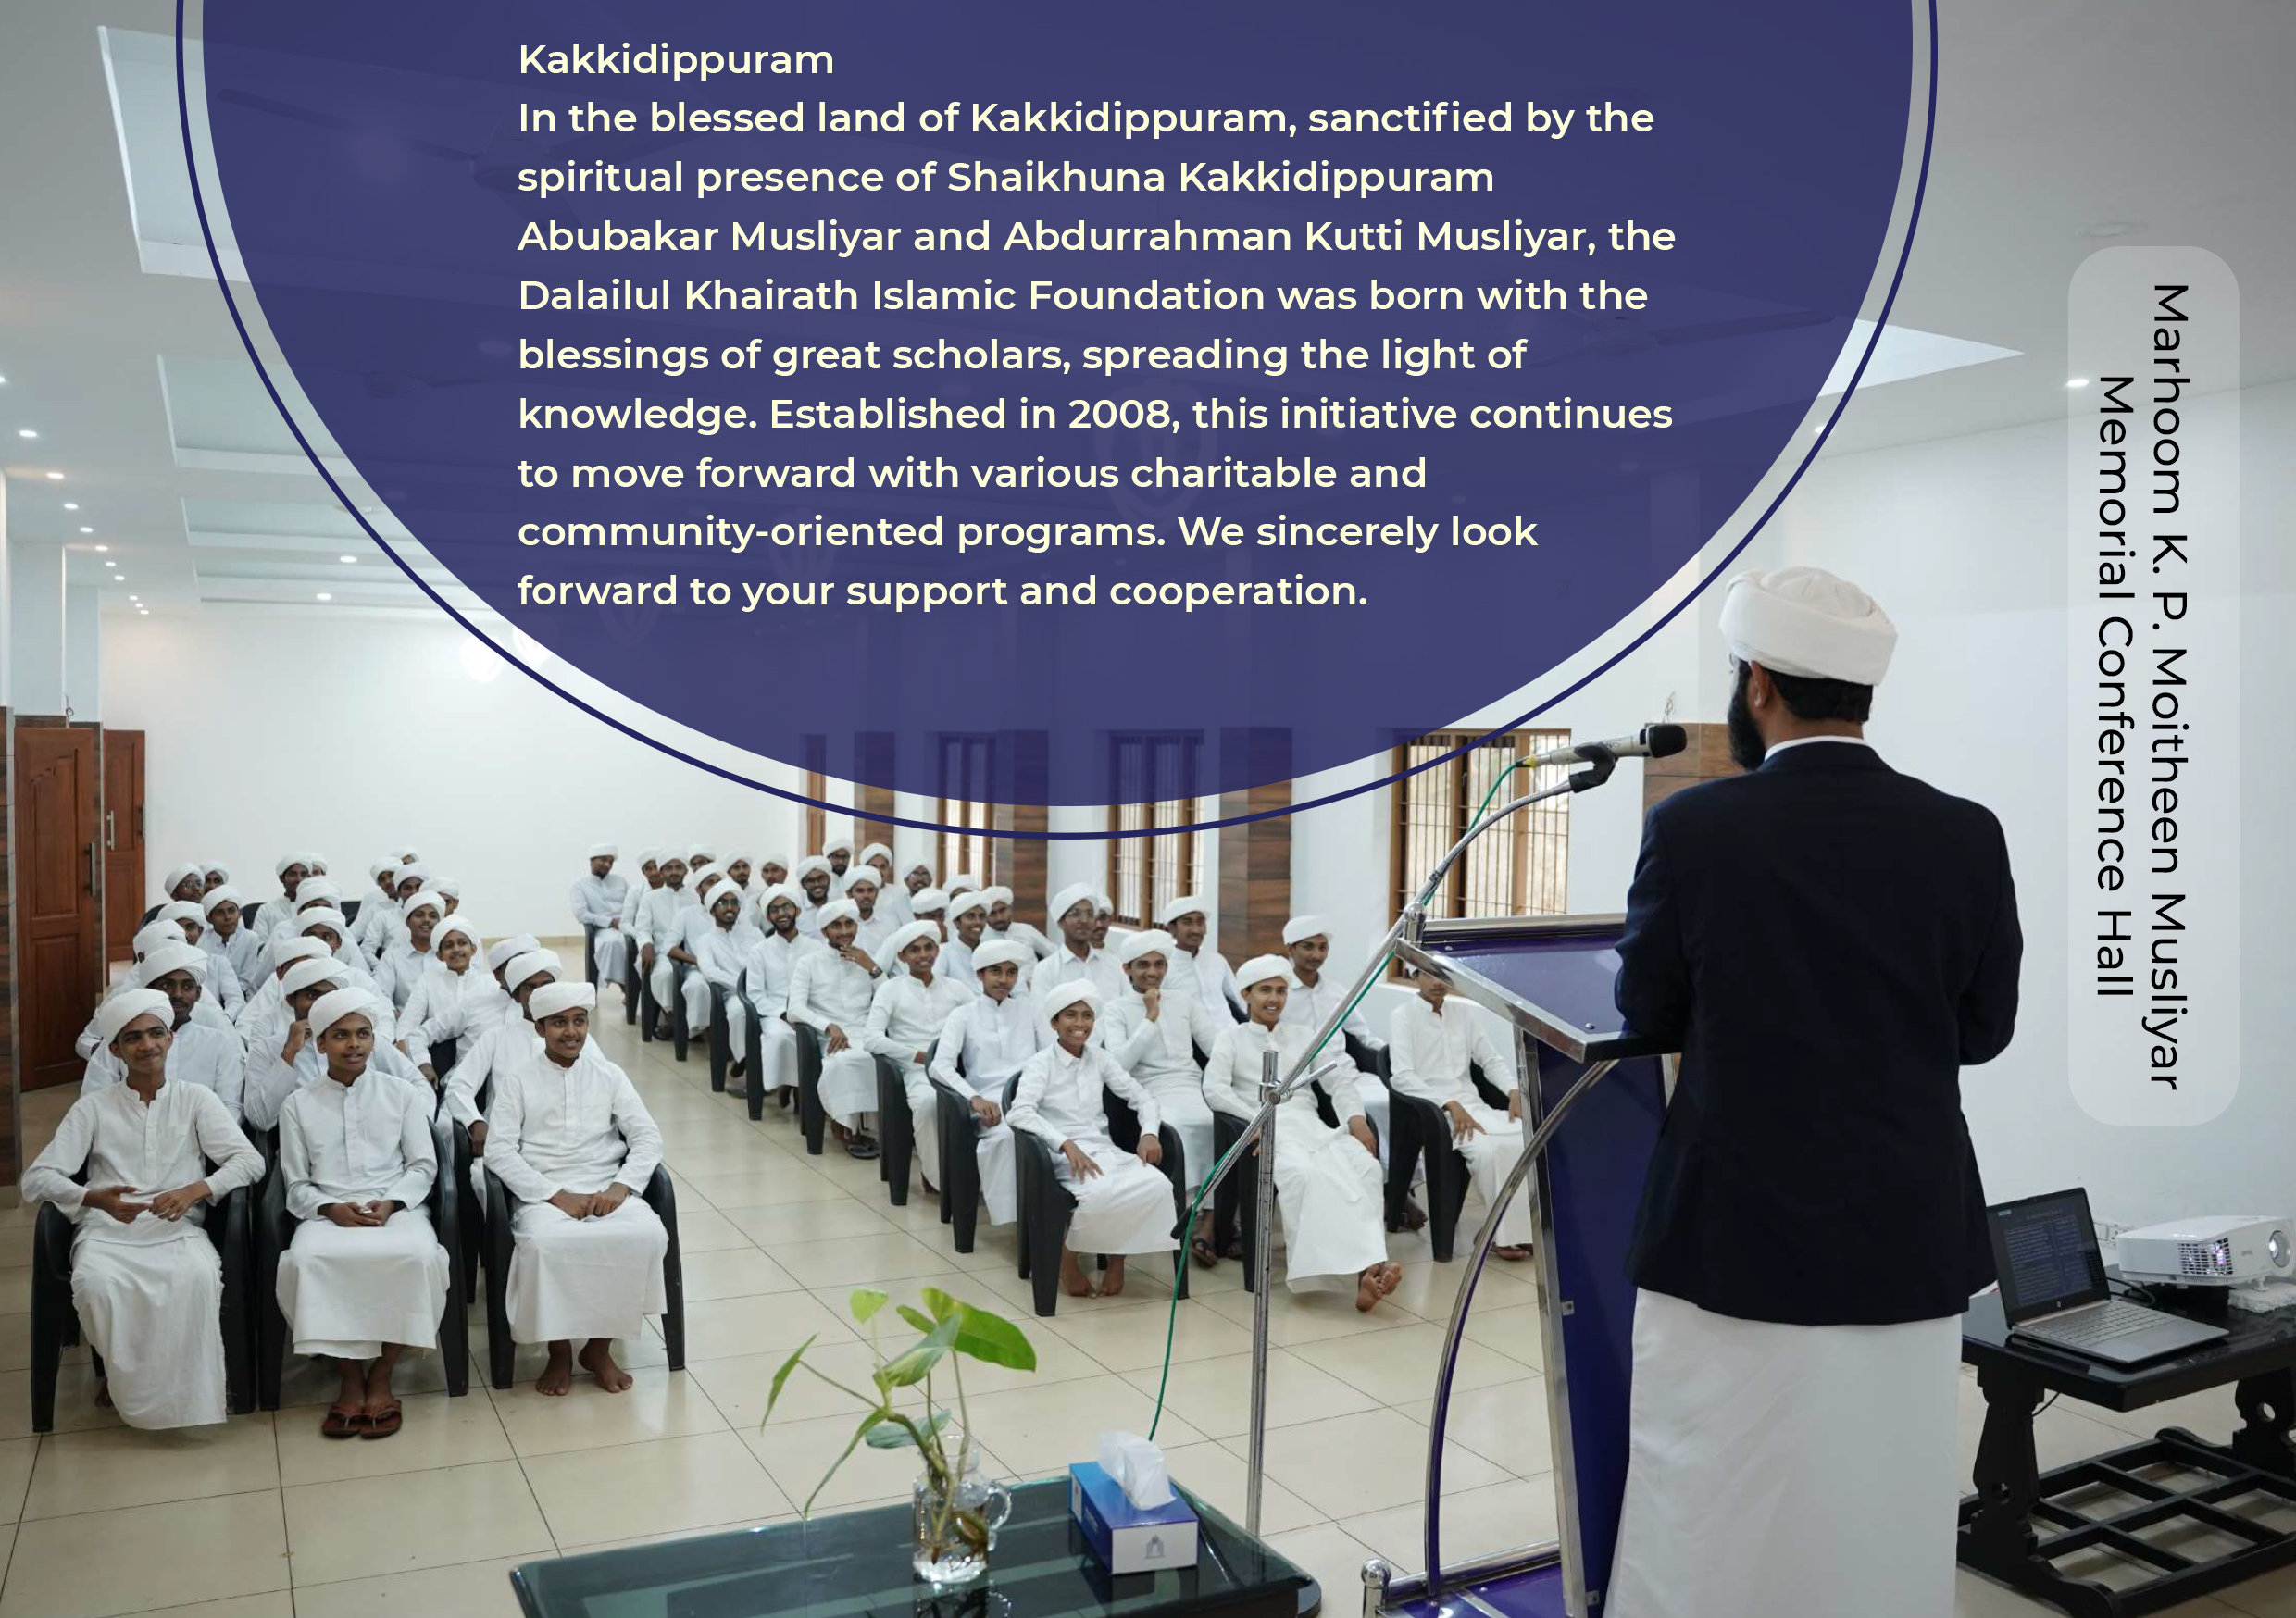 Kakkidippuram
In the blessed land of Kakkidippuram, sanctified by the
spiritual presence of Shaikhuna Kakkidippuram
Abubakar Musliyar and Abdurrahman Kutti Musliyar, the
Dalailul Khairath Islamic Foundation was born with the
blessings of great scholars, spreading the light of
knowledge. Established in 2008, this initiative continues
to move forward with various charitable and
community-oriented programs. We sincerely look
forward to your support and cooperation.
Marhoom K. P. Moitheen Musliyar
Memorial Conference Hall